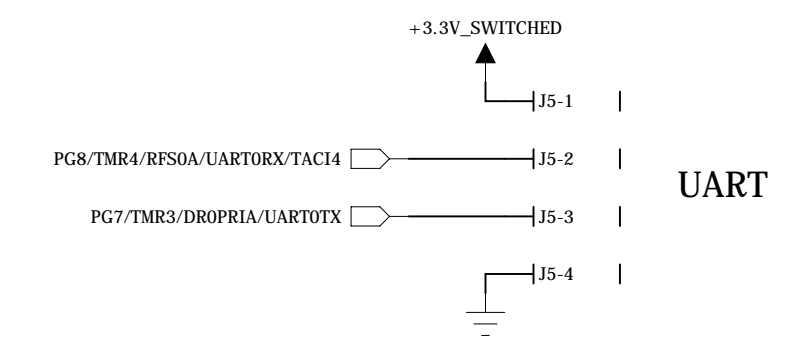 +3.3V_SWITCHED
J5-1
PG8/TMR4/RFS0A/UART0RX/TACI4 J5-2
UART
PG7/TMR3/DR0PRIA/UART0TX J5-3
J5-4